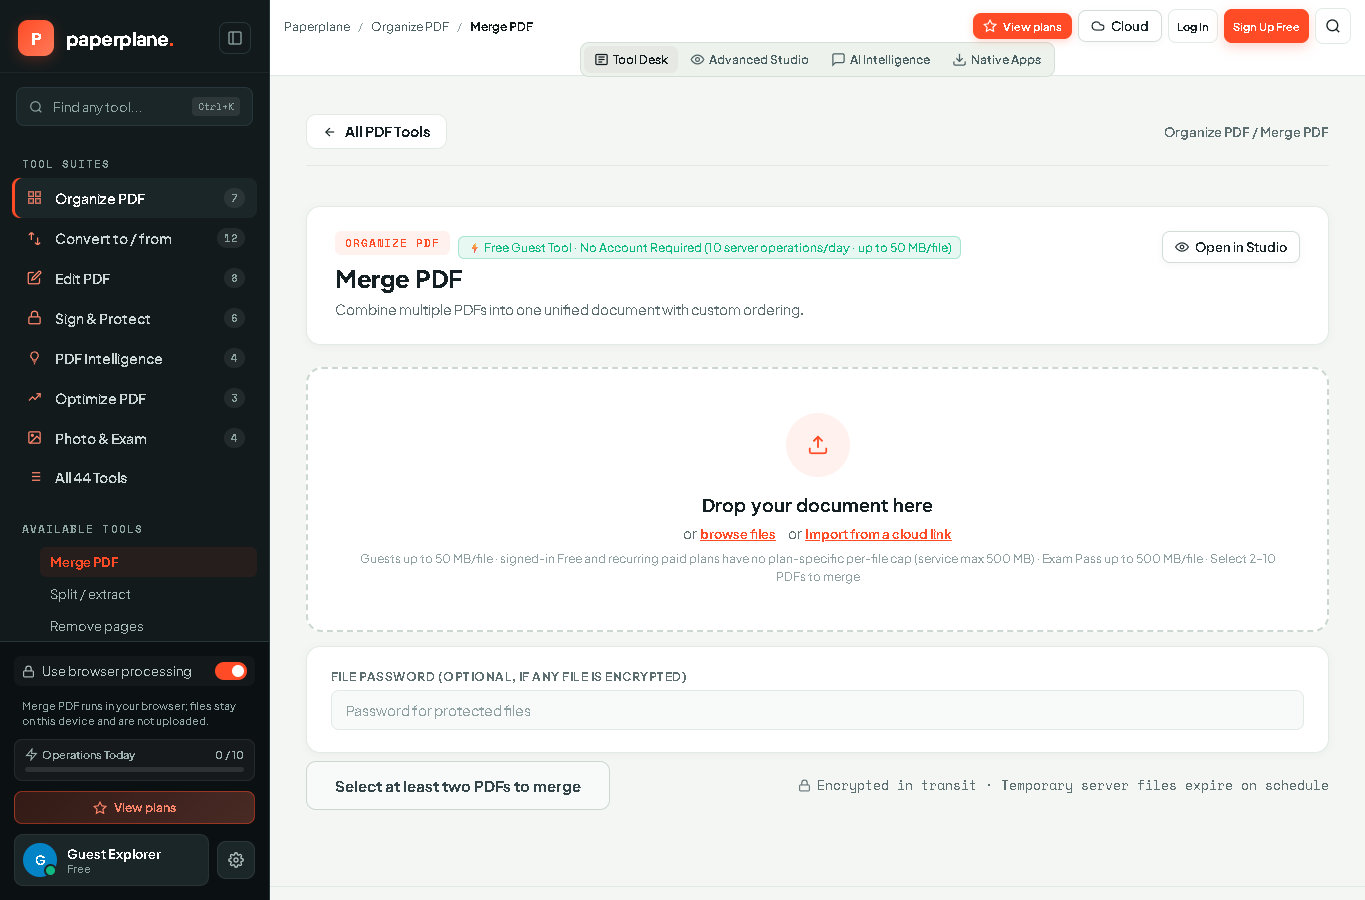 P paperplane.
Find any tool... Ctrl+K
TOOL SUITES
Organize PDF 7
Convert to / from 12
Edit PDF 8
Sign & Protect 6
PDF Intelligence 4
Optimize PDF 3
Photo & Exam 4
All 44 Tools
AVAILABLE TOOLS
Merge PDF
Split / extract
Remove pages
Use browser processing
Merge PDF runs in your browser; files stay
on this device and are not uploaded.
Operations Today 0 / 10
View plans
G Guest Explorer
Free
Paperplane / Organize PDF / Merge PDF
View plans Cloud Log In Sign Up Free
Tool Desk Advanced Studio AI Intelligence Native Apps
All PDF Tools
Organize PDF / Merge PDF
ORGANIZE PDF Free Guest Tool · No Account Required (10 server operations/day · up to 50 MB/file)
Open in Studio
Merge PDF
Combine multiple PDFs into one unified document with custom ordering.
Drop your document here
or browse files or Import from a cloud link
Guests up to 50 MB/file · signed-in Free and recurring paid plans have no plan-specific per-file cap (service max 500 MB) · Exam Pass up to 500 MB/file · Select 2–10
PDFs to merge
FILE PASSWORD (OPTIONAL, IF ANY FILE IS ENCRYPTED)
Password for protected files
Select at least two PDFs to merge
Encrypted in transit · Temporary server files expire on schedule